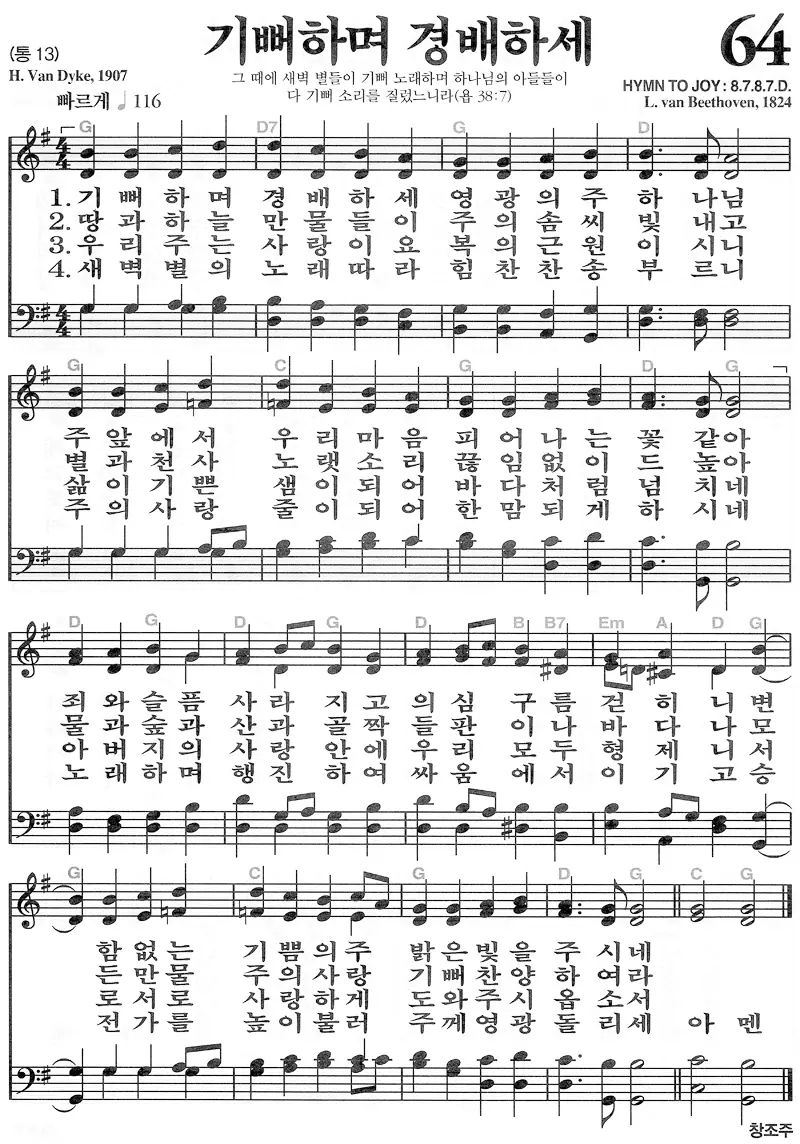 (통 13)
기뻐하며 경배하세
64
H. Van Dyke, 1907
그 때에 새벽 별들이 기뻐 노래하며 하나님의 아들들이
다 기뻐 소리를 질렀느니라(욥 38:7)
HYMN TO JOY : 8.7.8.7.D.
L. van Beethoven, 1824
빠르게 ♩ 116
G D7 G D
4/4
1. 기 뻐 하 며 경 배 하 세 영 광 의 주 하 나 님
2. 땅 과 하 늘 만 물 들 이 주 의 솜 씨 빛 내 고
3. 우 리 주 는 사 랑 이 요 복 의 근 원 이 시 니
4. 새 벽 별 의 노 래 따 라 힘 찬 찬 송 부 르 니
4/4
G C G D G
주 앞 에 서 우 리 마 음 피 어 나 는 꽃 같 아
별 과 천 사 노 랫 소 리 끊 임 없 이 드 높 아
삶 이 기 쁜 샘 이 되 어 바 다 처 럼 넘 치 네
주 의 사 랑 줄 이 되 어 한 맘 되 게 하 시 네
D G D G D B B7 Em A D G
죄 와 슬 픔 사 라 지 고 의 심 구 름 걷 히 니 변
물 과 숲 과 산 과 골 짝 들 판 이 나 바 다 나 모
아 버 지 의 사 랑 안 에 우 리 모 두 형 제 니 서
노 래 하 며 행 진 하 여 싸 움 에 서 이 기 고 승
G C G D G C G
함 없 는 기 쁨 의 주 밝 은 빛 을 주 시 네
든 만 물 주 의 사 랑 기 뻐 찬 양 하 여 라
로 서 로 사 랑 하 게 도 와 주 시 옵 소 서
전 가 를 높 이 불 러 주 께 영 광 돌 리 세 아 멘
창조주